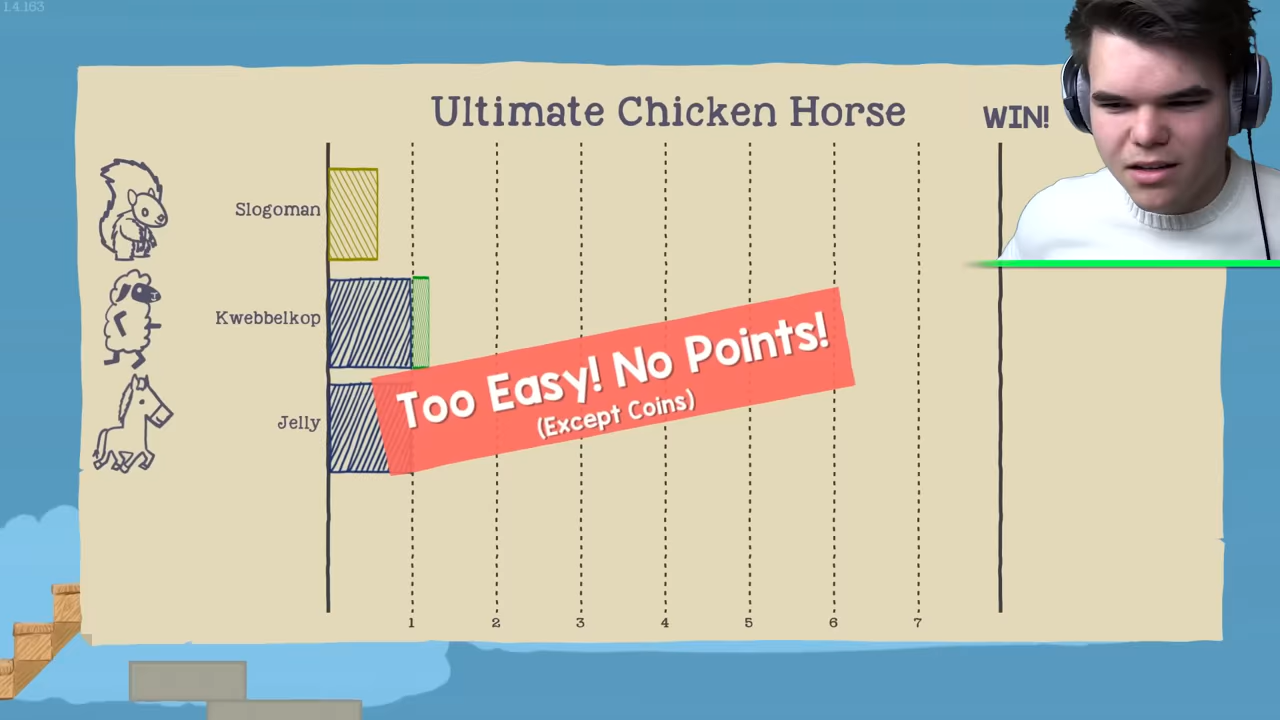 1.4.163
Ultimate Chicken Horse
WIN!
Slogoman
Kwebbelkop
Jelly
Too Easy! No Points!
(Except Coins)
1 2 3 4 5 6 7